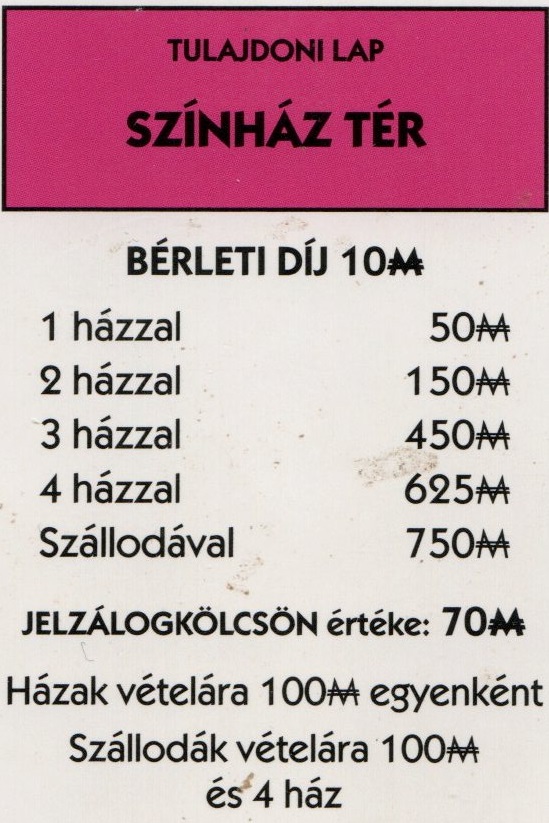 TULAJDONI LAP
SZÍNHÁZ TÉR
BÉRLETI DÍJ 10₩
1 házzal 50₩
2 házzal 150₩
3 házzal 450₩
4 házzal 625₩
Szállodával 750₩
JELZÁLOGKÖLCSÖN értéke: 70₩
Házak vételára 100₩ egyenként
Szállodák vételára 100₩
és 4 ház